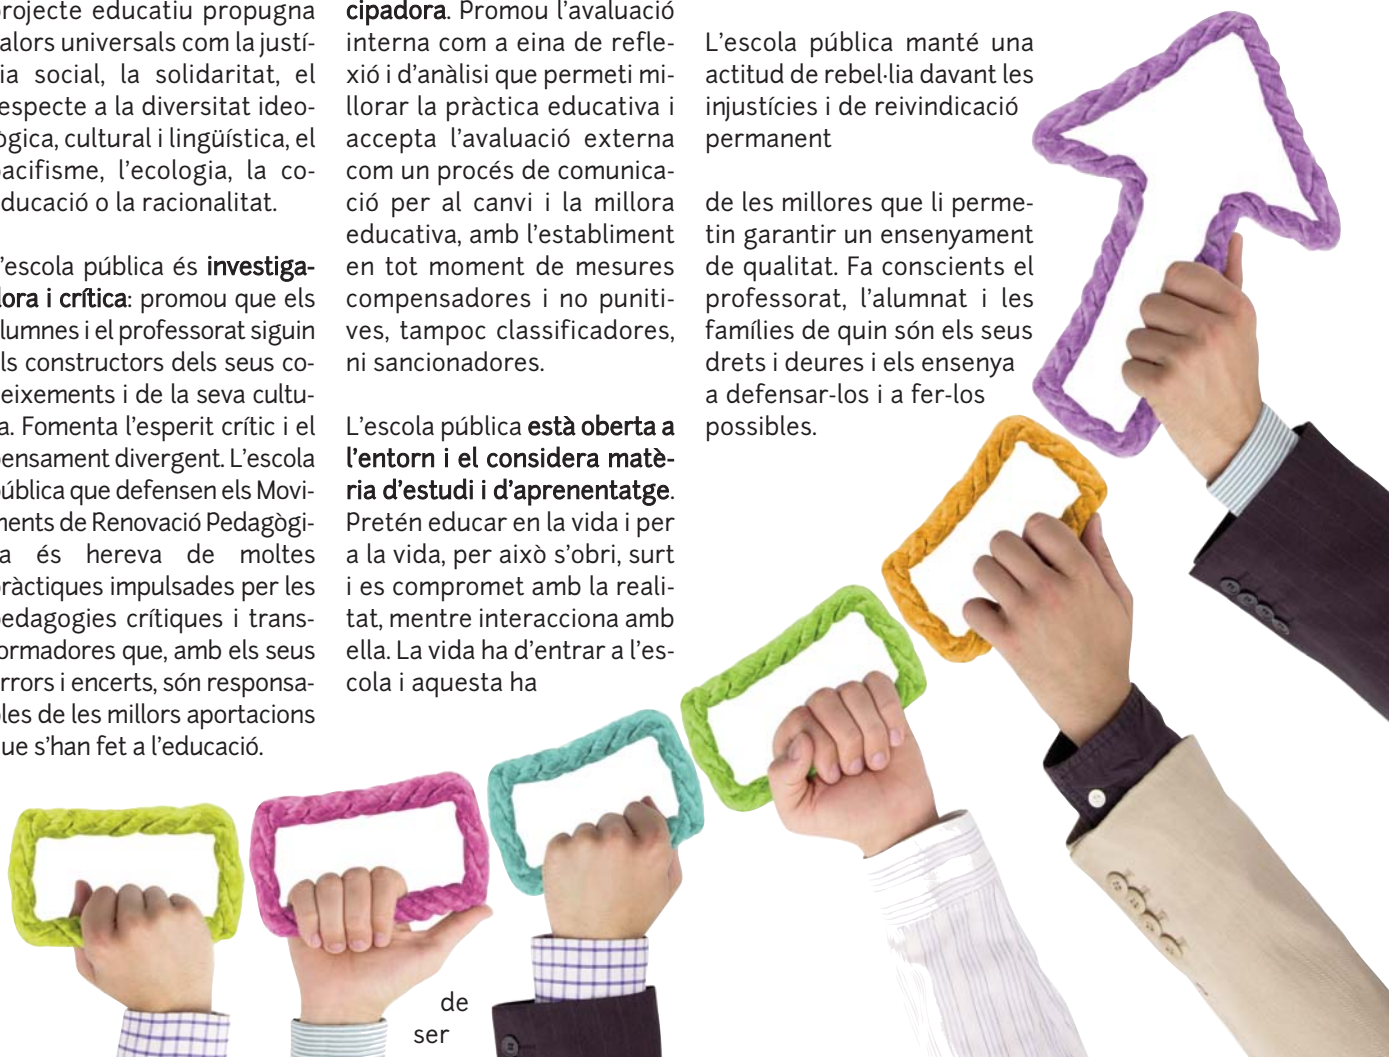 rojecte educatiu propugna
alors universals com la justí-
ia social, la solidaritat, el
especte a la diversitat ideo-
ògica, cultural i lingüística, el
pacifisme, l'ecologia, la co-
ducació o la racionalitat.
'escola pública és investiga-
dora i crítica: promou que els
lumnes i el professorat siguin
ls constructors dels seus co-
eixements i de la seva cultu-
ra. Fomenta l'esperit crític i el
pensament divergent. L'escola
pública que defensen els Movi-
ments de Renovació Pedagògi-
ca és hereva de moltes
pràctiques impulsades per les
pedagogies crítiques i trans-
ormadores que, amb els seus
rrors i encerts, són responsa-
bles de les millors aportacions
ue s'han fet a l'educació.
cipadora. Promou l'avaluació
interna com a eina de refle-
xió i d'anàlisi que permeti mi-
llorar la pràctica educativa i
accepta l'avaluació externa
com un procés de comunica-
ció per al canvi i la millora
educativa, amb l'establiment
en tot moment de mesures
compensadores i no puniti-
ves, tampoc classificadores,
ni sancionadores.
L'escola pública està oberta a
l'entorn i el considera matè-
ria d'estudi i d'aprenentatge.
Pretén educar en la vida i per
a la vida, per això s'obri, surt
i es compromet amb la reali-
tat, mentre interacciona amb
ella. La vida ha d'entrar a l'es-
cola i aquesta ha
de
ser
L'escola pública manté una
actitud de rebel·lia davant les
injustícies i de reivindicació
permanent
de les millores que li perme-
tin garantir un ensenyament
de qualitat. Fa conscients el
professorat, l'alumnat i les
famílies de quin són els seus
drets i deures i els ensenya
a defensar-los i a fer-los
possibles.